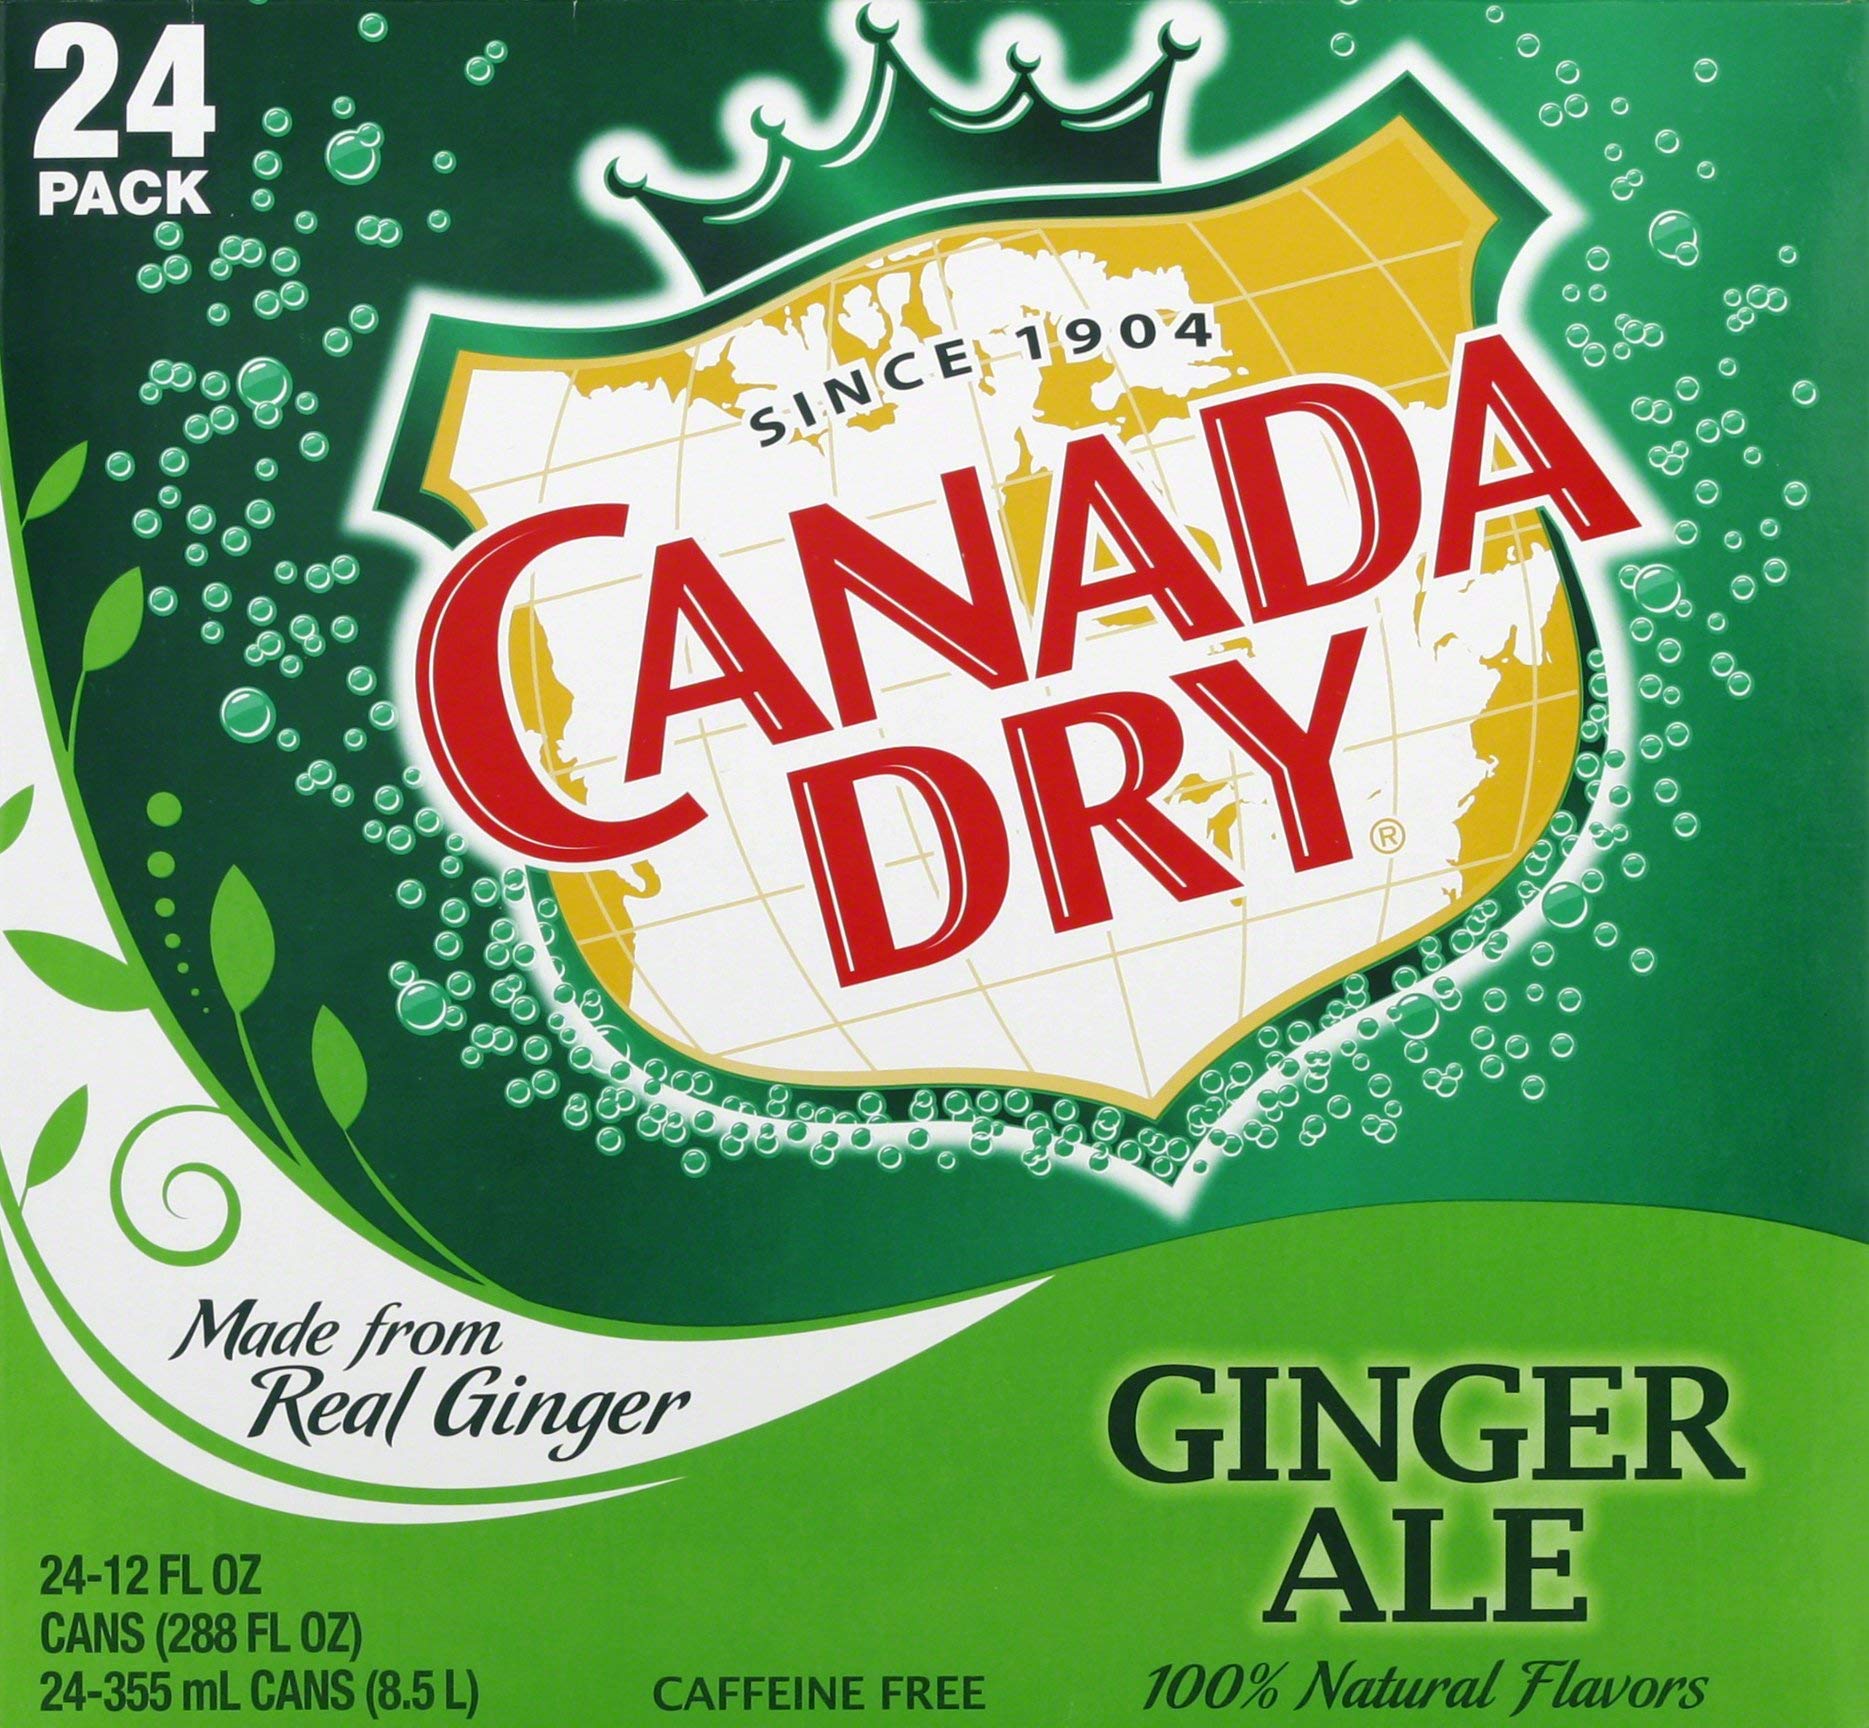 24
PACK
SINCE 1904
CANADA
DRY
®
Made from
Real Ginger
GINGER
ALE
100% Natural Flavors
24-12 FL OZ
CANS (288 FL OZ)
24-355 mL CANS (8.5 L)
CAFFEINE FREE